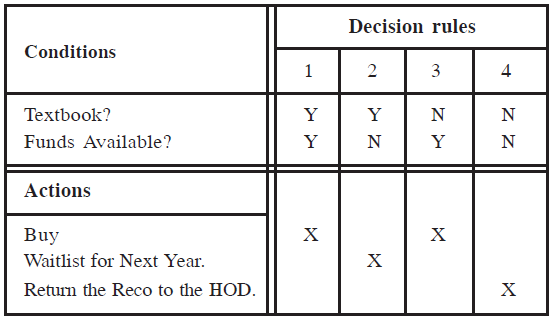 Decision rules
Conditions
1 2 3 4
Textbook? Y Y N N
Funds Available? Y N Y N
Actions
Buy X X
Waitlist for Next Year. X
Return the Reco to the HOD. X